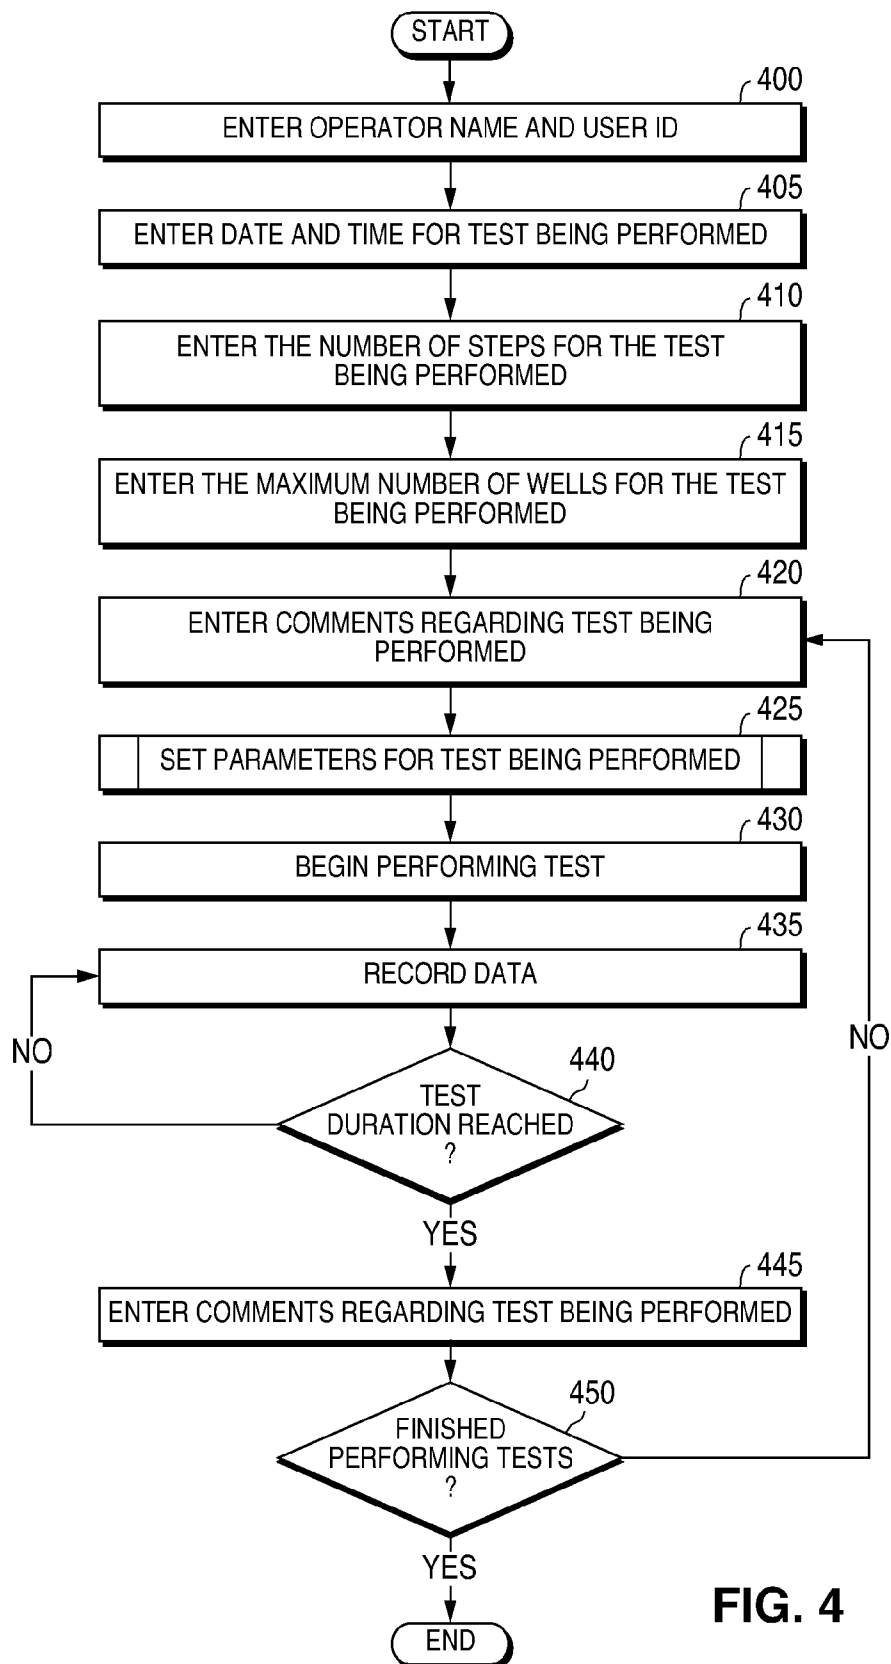 START
400
ENTER OPERATOR NAME AND USER ID
405
ENTER DATE AND TIME FOR TEST BEING PERFORMED
410
ENTER THE NUMBER OF STEPS FOR THE TEST
BEING PERFORMED
415
ENTER THE MAXIMUM NUMBER OF WELLS FOR THE TEST
BEING PERFORMED
420
ENTER COMMENTS REGARDING TEST BEING
PERFORMED
425
SET PARAMETERS FOR TEST BEING PERFORMED
430
BEGIN PERFORMING TEST
435
RECORD DATA
NO
NO
440
TEST
DURATION REACHED
?
YES
445
ENTER COMMENTS REGARDING TEST BEING PERFORMED
450
FINISHED
PERFORMING TESTS
?
YES
END
FIG. 4